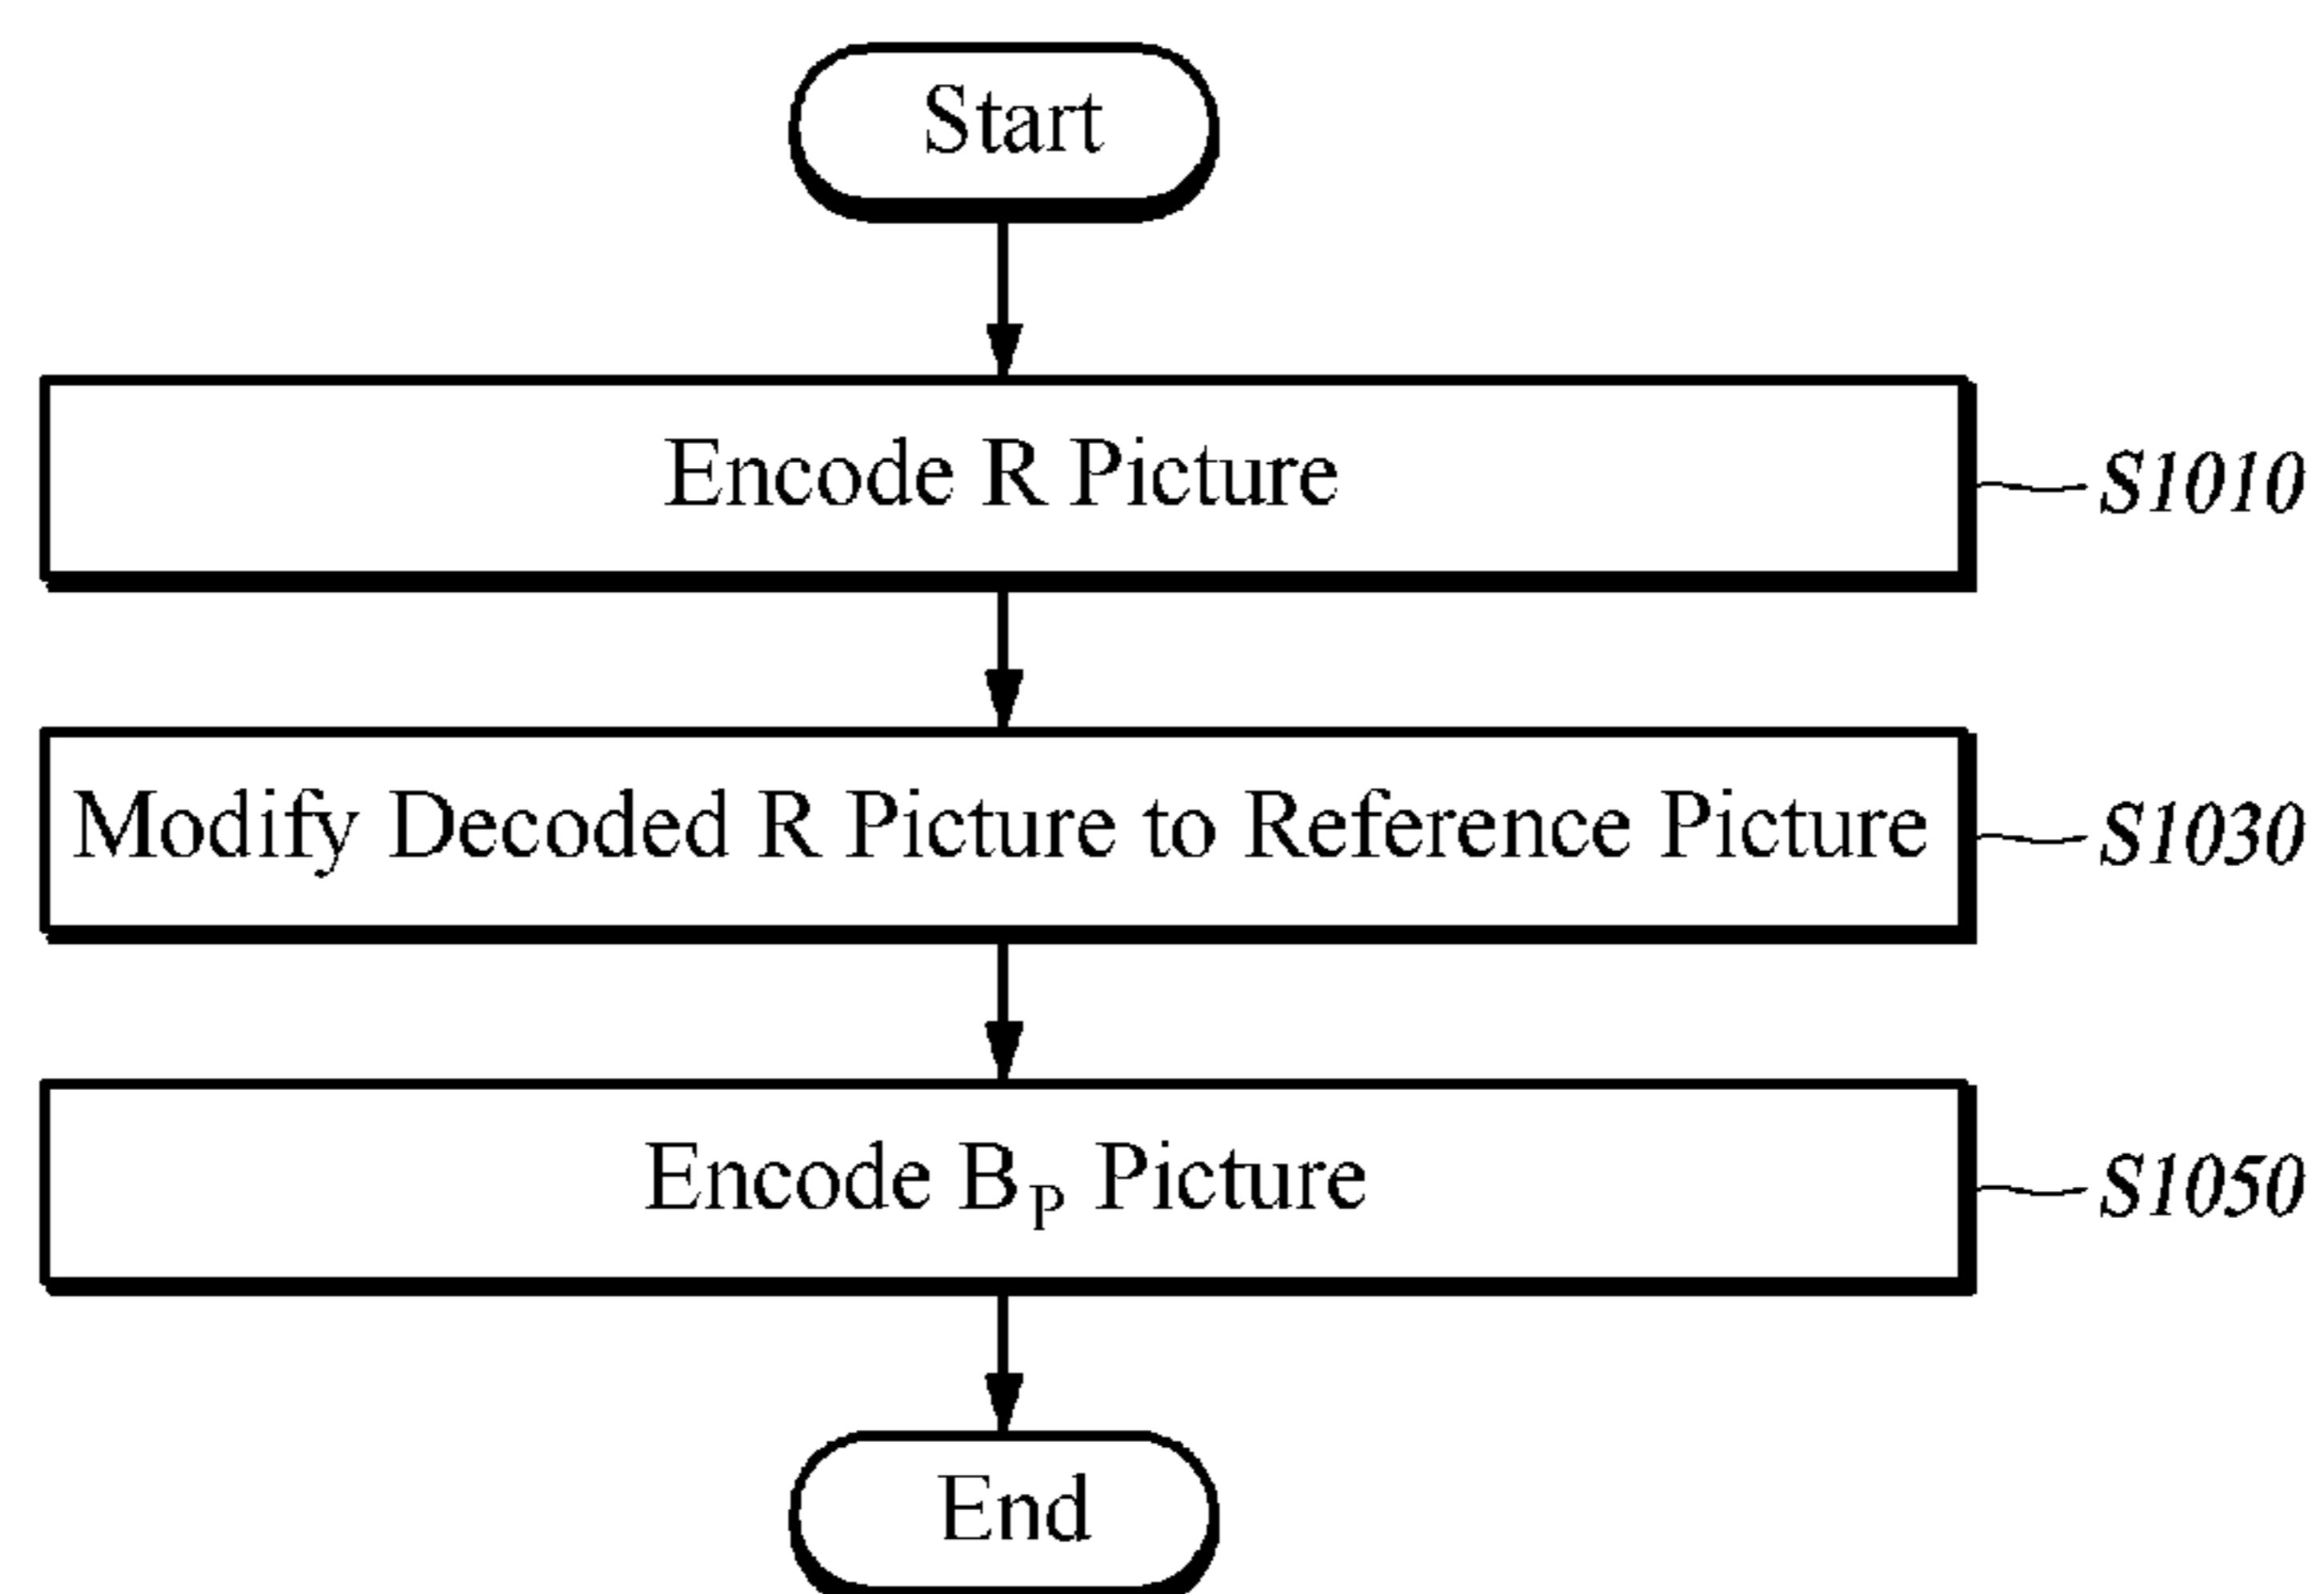 Start
Encode R Picture
S1010
Modify Decoded R Picture to Reference Picture
S1030
Encode BP Picture
S1050
End